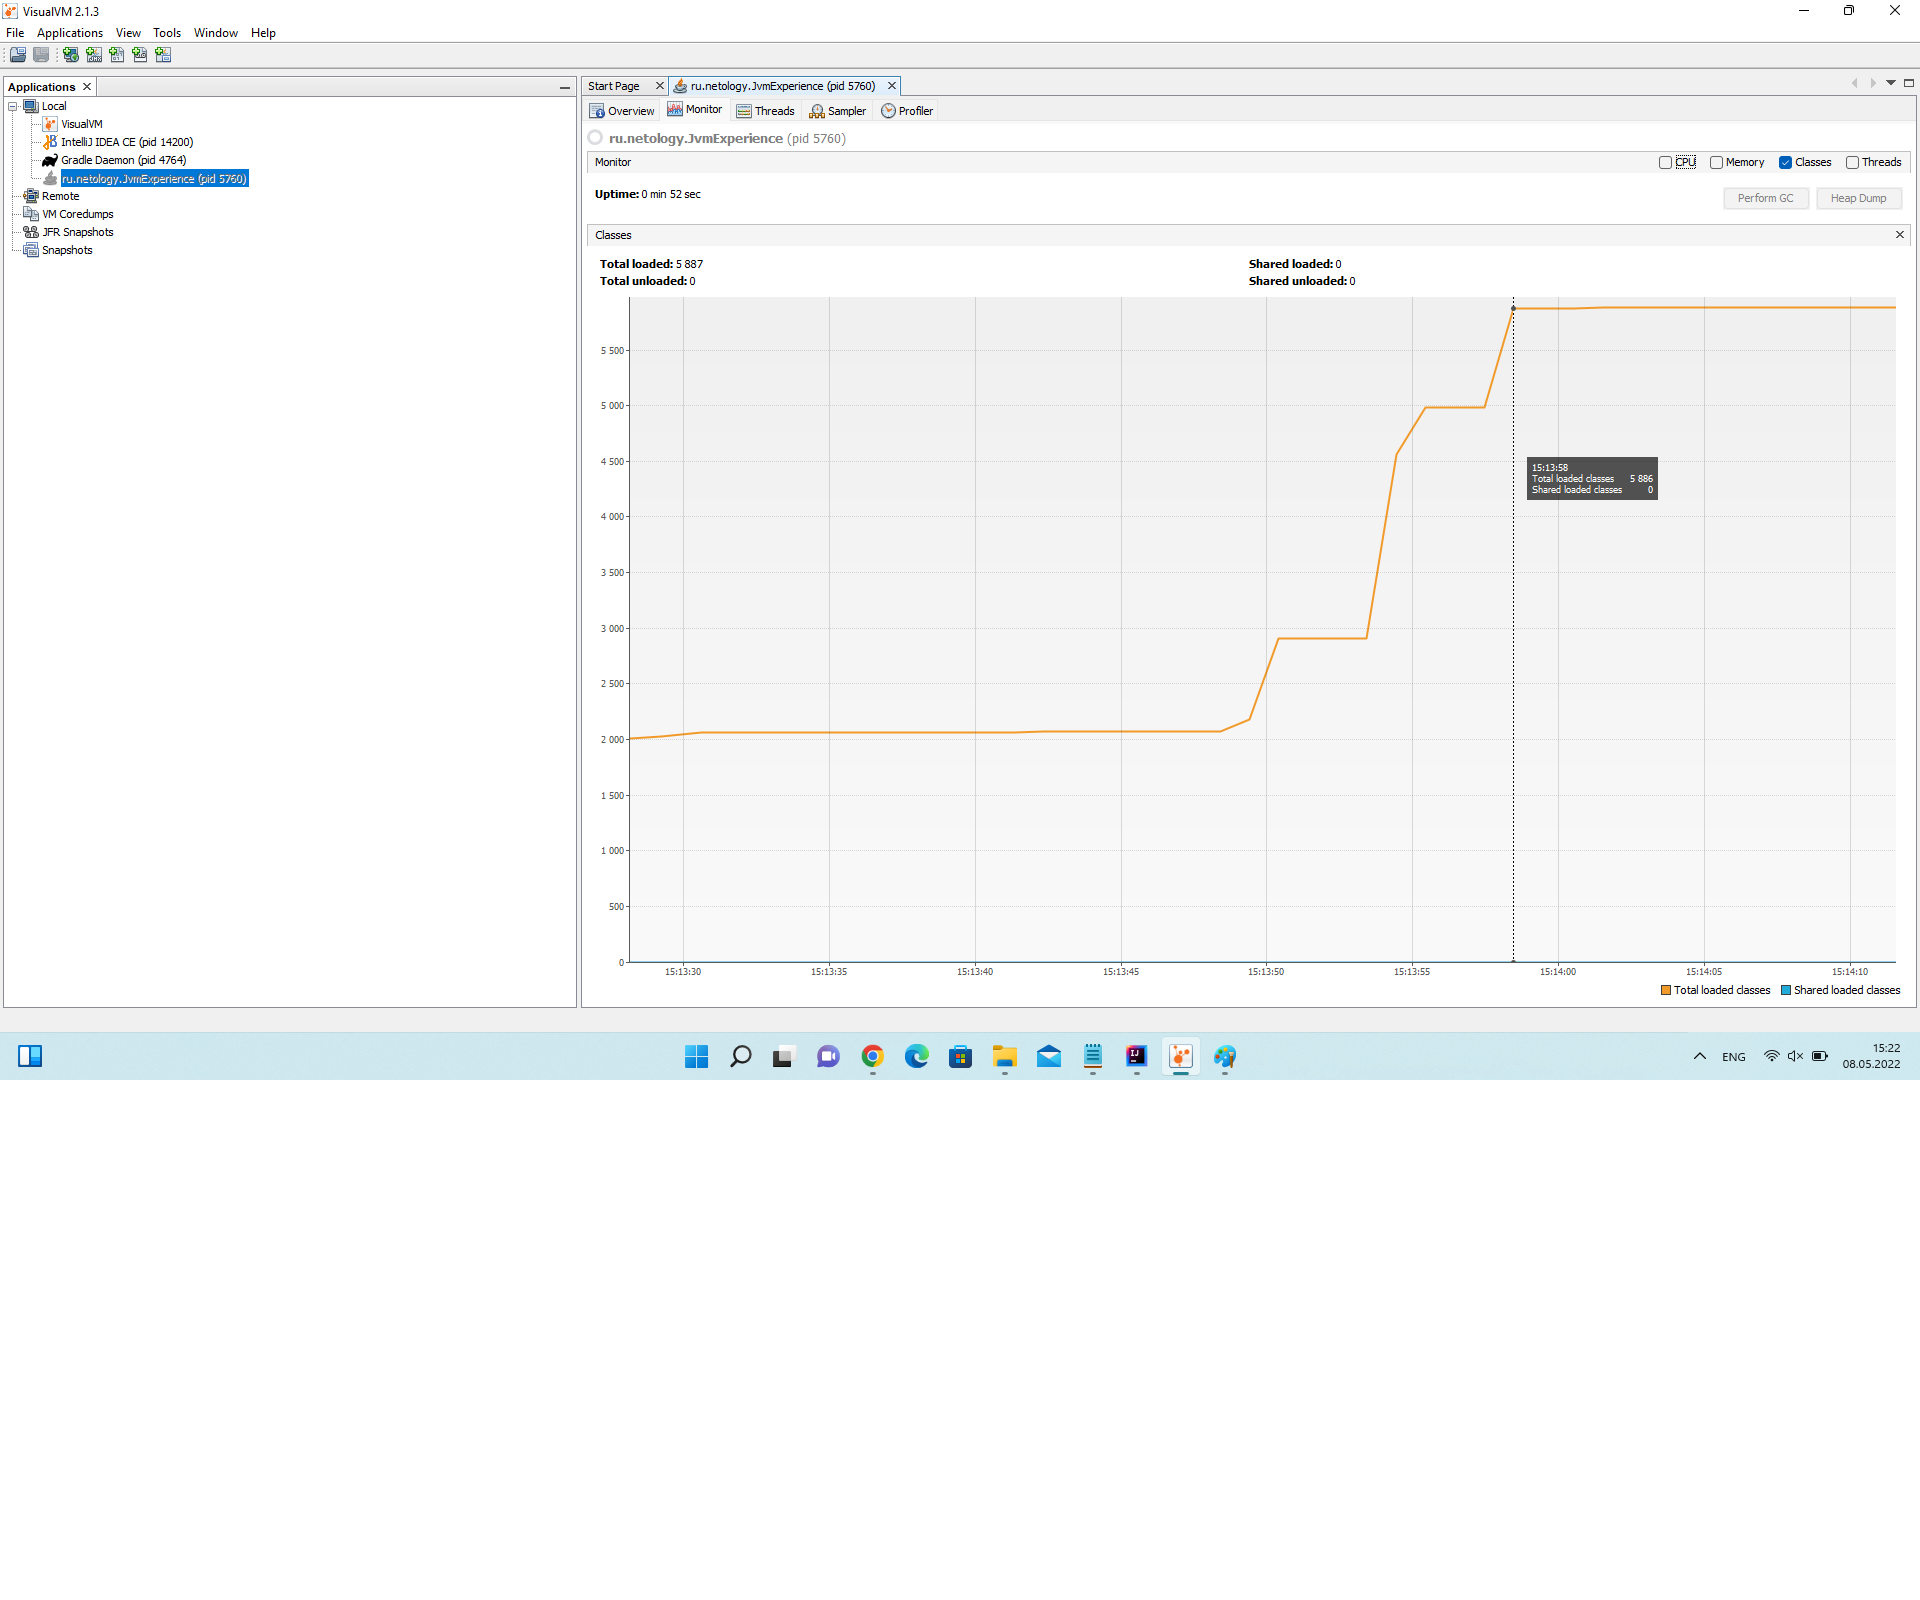 VisualVM 2.1.3
File Applications View Tools Window Help
Applications
Local
VisualVM
IntelliJ IDEA CE (pid 14200)
Gradle Daemon (pid 4764)
ru.netology.JvmExperience (pid 5760)
Remote
VM Coredumps
JFR Snapshots
Snapshots
Start Page ru.netology.JvmExperience (pid 5760)
Overview Monitor Threads Sampler Profiler
ru.netology.JvmExperience (pid 5760)
Monitor CPU Memory Classes Threads
Uptime: 0 min 52 sec
Perform GC Heap Dump
Classes
Total loaded: 5 887 Shared loaded: 0
Total unloaded: 0 Shared unloaded: 0
5 500
5 000
4 500
4 000
3 500
3 000
2 500
2 000
1 500
1 000
500
0
15:13:58
Total loaded classes 5 886
Shared loaded classes 0
15:13:30 15:13:35 15:13:40 15:13:45 15:13:50 15:13:55 15:14:00 15:14:05 15:14:10
Total loaded classes Shared loaded classes
ENG
15:22
08.05.2022